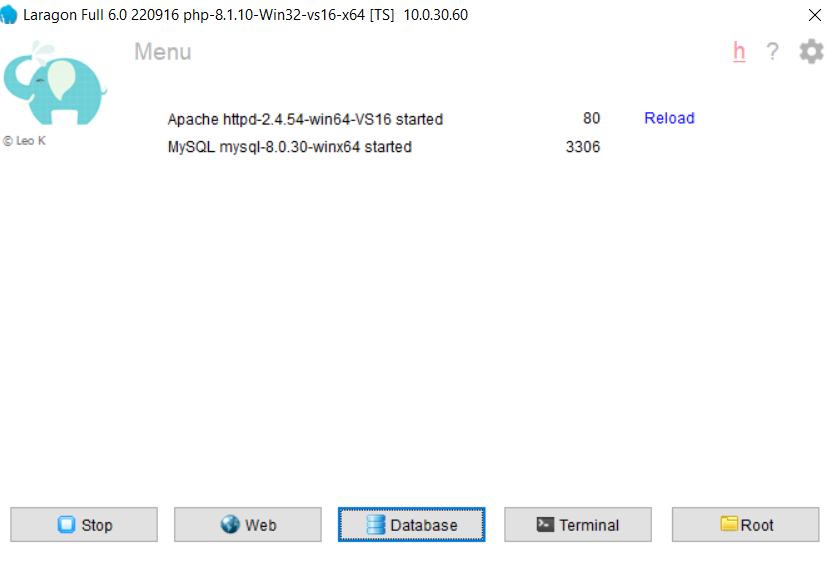 Laragon Full 6.0 220916 php-8.1.10-Win32-vs16-x64 [TS] 10.0.30.60
Menu
h ?
© Leo K
Apache httpd-2.4.54-win64-VS16 started 80 Reload
MySQL mysql-8.0.30-winx64 started 3306
Stop Web Database Terminal Root